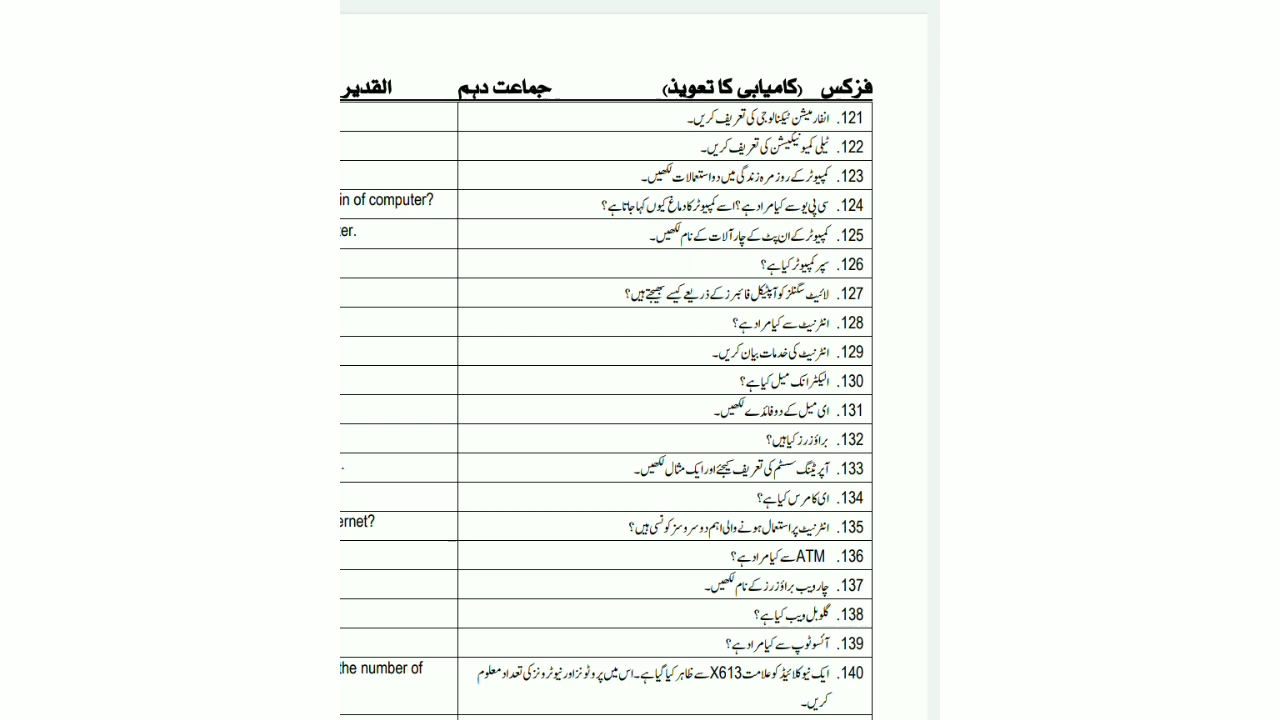 فزکس (کامیابی کا تعویذ) جماعت دہم القدیر
121. انفارمیشن ٹیکنالوجی کی تعریف کریں۔
122. ٹیلی کمیونیکیشن کی تعریف کریں۔
123. کمپیوٹر کے روزمرہ زندگی میں دو استعمالات لکھیں۔
124. سی پی یو سے کیا مراد ہے؟ اسے کمپیوٹر کا دماغ کیوں کہا جاتا ہے؟ in of computer?
125. کمپیوٹر کے ان پٹ کے چار آلات کے نام لکھیں۔ ter.
126. سپر کمپیوٹر کیا ہے؟
127. لائیٹ سگنلز کو آپٹیکل فائبرز کے ذریعے کیسے بھیجتے ہیں؟
128. انٹرنیٹ سے کیا مراد ہے؟
129. انٹرنیٹ کی خدمات بیان کریں۔
130. الیکٹرانک میل کیا ہے؟
131. ای میل کے دو فائدے لکھیں۔
132. براؤزرز کیا ہیں؟
133. آپریٹنگ سسٹم کی تعریف کیجئے اور ایک مثال لکھیں۔ .
134. ای کامرس کیا ہے؟
135. انٹرنیٹ پر استعمال ہونے والی اہم دو سروسز کونسی ہیں؟ ernet?
136. ATM سے کیا مراد ہے؟
137. چار ویب براؤزرز کے نام لکھیں۔
138. گلوبل ویب کیا ہے؟
139. آئسوٹوپ سے کیا مراد ہے؟
140. ایک نیوکلائیڈ کو علامت X613 سے ظاہر کیا گیا ہے۔ اس میں پروٹونز اور نیوٹرونز کی تعداد معلوم the number of
کریں۔